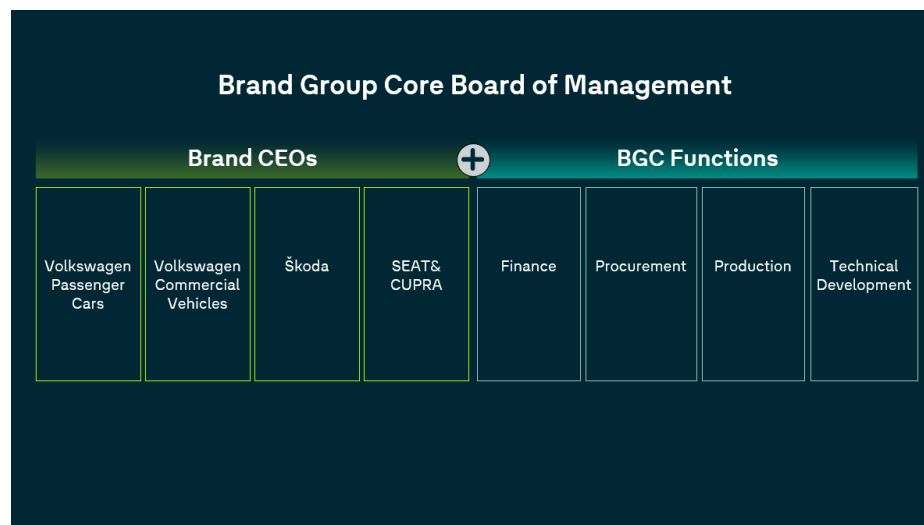 Brand Group Core Board of Management
Brand CEOs
BGC Functions
Volkswagen
Passenger
Cars
Volkswagen
Commercial
Vehicles
Škoda
SEAT&
CUPRA
Finance
Procurement
Production
Technical
Development